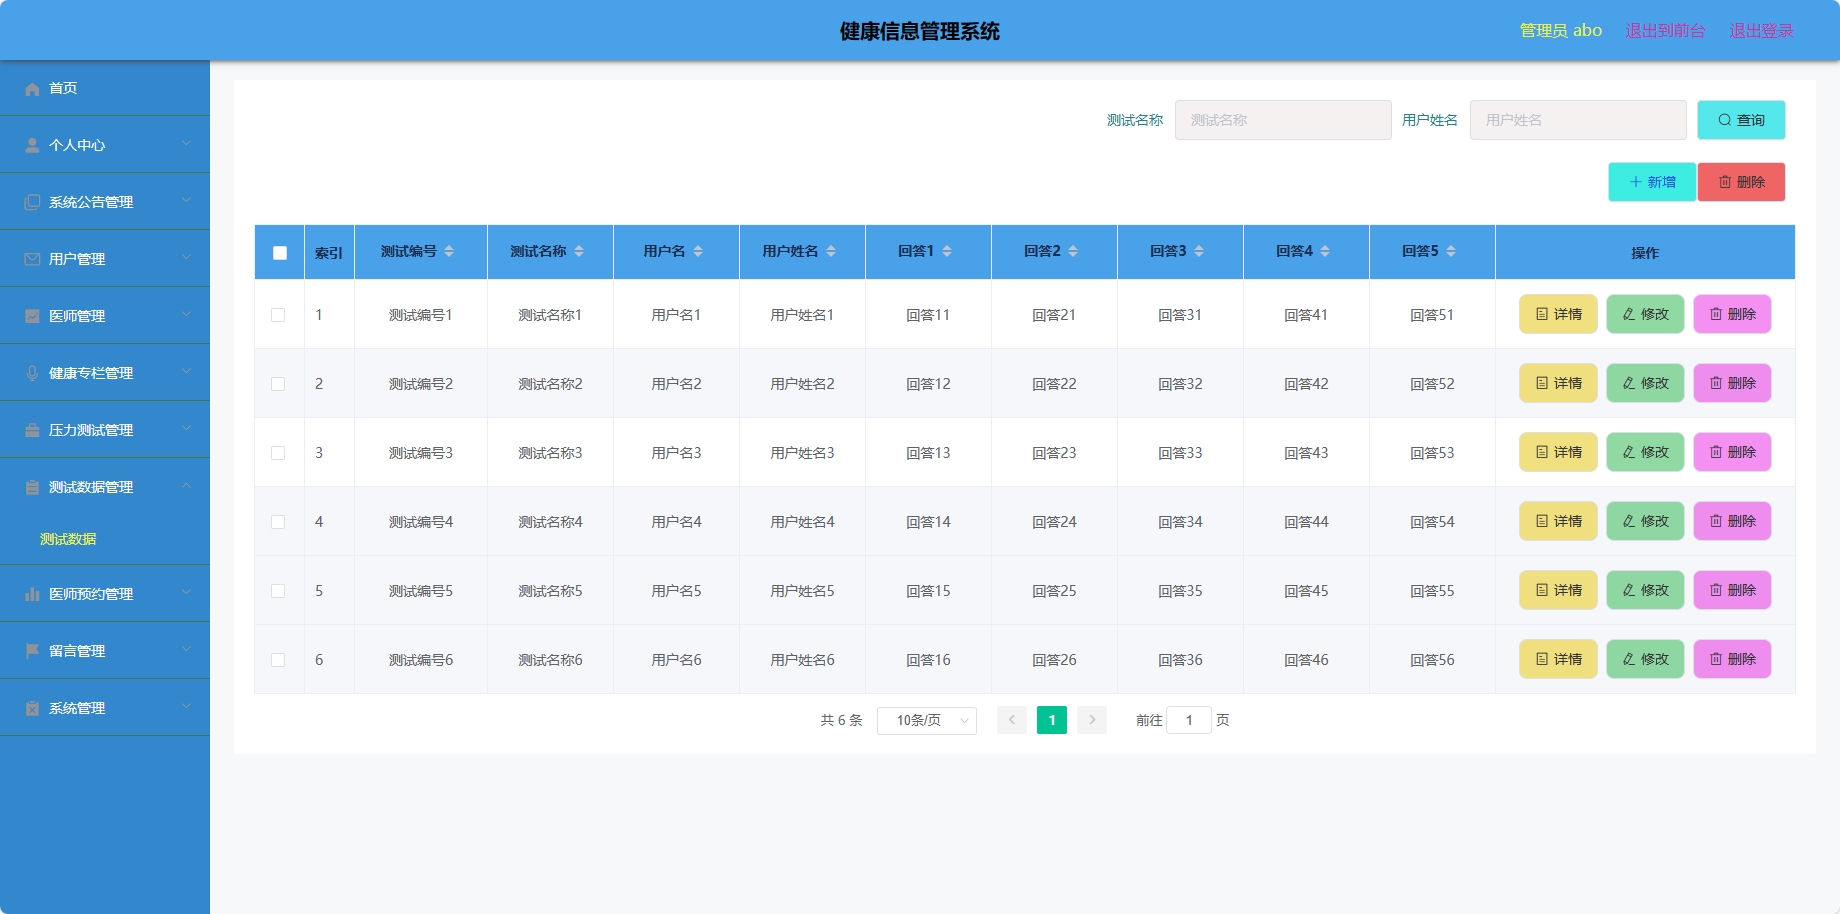 健康信息管理系统
管理员 abo 退出到前台 退出登录
首页
个人中心
系统公告管理
用户管理
医师管理
健康专栏管理
压力测试管理
测试数据管理
测试数据
医师预约管理
留言管理
系统管理
测试名称 测试名称 用户姓名 用户姓名 查询
新增 删除
索引 测试编号 测试名称 用户名 用户姓名 回答1 回答2 回答3 回答4 回答5 操作
1 测试编号1 测试名称1 用户名1 用户姓名1 回答11 回答21 回答31 回答41 回答51 详情 修改 删除
2 测试编号2 测试名称2 用户名2 用户姓名2 回答12 回答22 回答32 回答42 回答52 详情 修改 删除
3 测试编号3 测试名称3 用户名3 用户姓名3 回答13 回答23 回答33 回答43 回答53 详情 修改 删除
4 测试编号4 测试名称4 用户名4 用户姓名4 回答14 回答24 回答34 回答44 回答54 详情 修改 删除
5 测试编号5 测试名称5 用户名5 用户姓名5 回答15 回答25 回答35 回答45 回答55 详情 修改 删除
6 测试编号6 测试名称6 用户名6 用户姓名6 回答16 回答26 回答36 回答46 回答56 详情 修改 删除
共 6 条 10条/页 1 前往 1 页